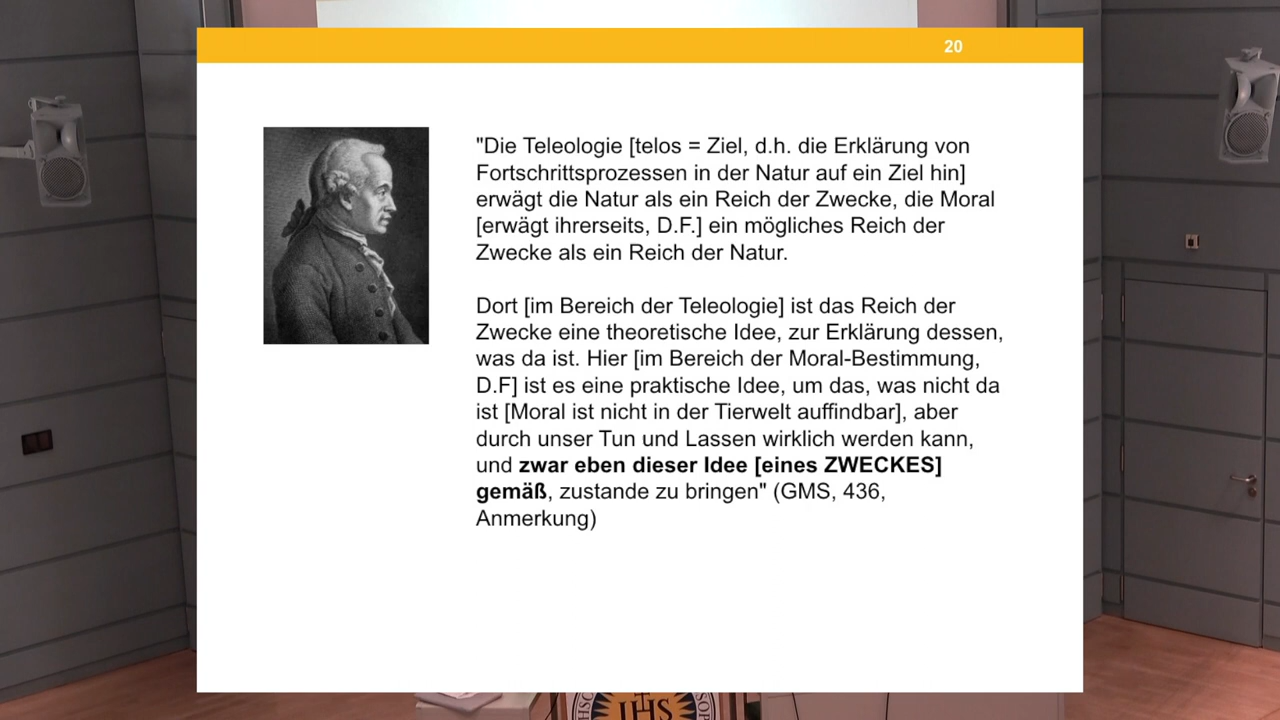 20
"Die Teleologie [telos = Ziel, d.h. die Erklärung von
Fortschrittsprozessen in der Natur auf ein Ziel hin]
erwägt die Natur als ein Reich der Zwecke, die Moral
[erwägt ihrerseits, D.F.] ein mögliches Reich der
Zwecke als ein Reich der Natur.
Dort [im Bereich der Teleologie] ist das Reich der
Zwecke eine theoretische Idee, zur Erklärung dessen,
was da ist. Hier [im Bereich der Moral-Bestimmung,
D.F] ist es eine praktische Idee, um das, was nicht da
ist [Moral ist nicht in der Tierwelt auffindbar], aber
durch unser Tun und Lassen wirklich werden kann,
und zwar eben dieser Idee [eines ZWECKES]
gemäß, zustande zu bringen" (GMS, 436,
Anmerkung)
IHS